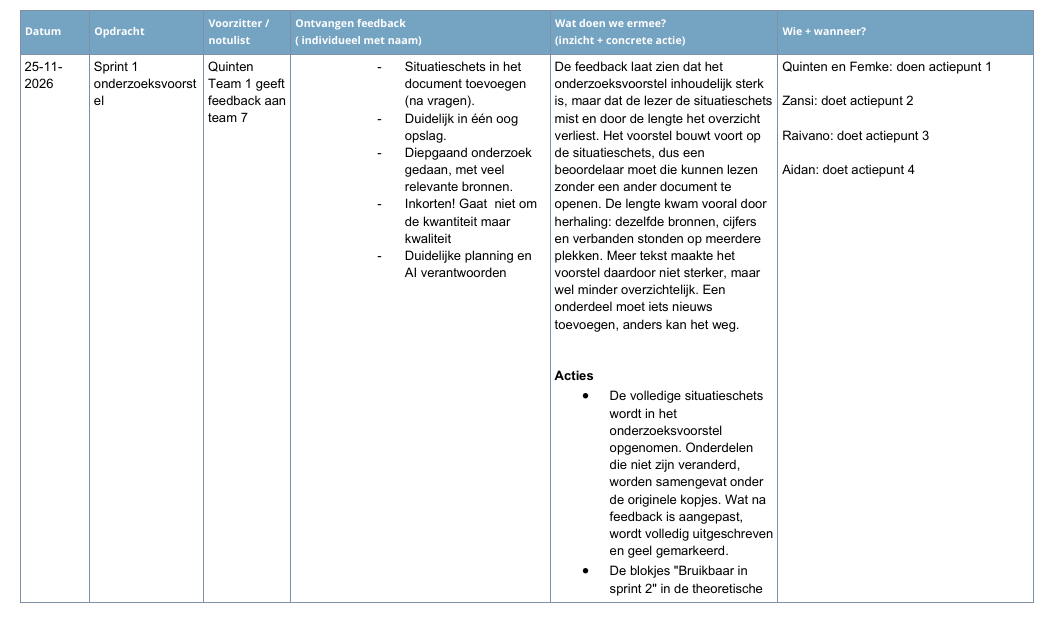 Datum
Opdracht
Voorzitter /
notulist
Ontvangen feedback
( individueel met naam)
Wat doen we ermee?
(inzicht + concrete actie)
Wie + wanneer?
25-11-
2026
Sprint 1
onderzoeksvoorst
el
Quinten
Team 1 geeft
feedback aan
team 7
- Situatieschets in het
document toevoegen
(na vragen).
- Duidelijk in één oog
opslag.
- Diepgaand onderzoek
gedaan, met veel
relevante bronnen.
- Inkorten! Gaat  niet om
de kwantiteit maar
kwaliteit
- Duidelijke planning en
AI verantwoorden
De feedback laat zien dat het
onderzoeksvoorstel inhoudelijk sterk
is, maar dat de lezer de situatieschets
mist en door de lengte het overzicht
verliest. Het voorstel bouwt voort op
de situatieschets, dus een
beoordelaar moet die kunnen lezen
zonder een ander document te
openen. De lengte kwam vooral door
herhaling: dezelfde bronnen, cijfers
en verbanden stonden op meerdere
plekken. Meer tekst maakte het
voorstel daardoor niet sterker, maar
wel minder overzichtelijk. Een
onderdeel moet iets nieuws
toevoegen, anders kan het weg.
Acties
● De volledige situatieschets
wordt in het
onderzoeksvoorstel
opgenomen. Onderdelen
die niet zijn veranderd,
worden samengevat onder
de originele kopjes. Wat na
feedback is aangepast,
wordt volledig uitgeschreven
en geel gemarkeerd.
● De blokjes "Bruikbaar in
sprint 2" in de theoretische
Quinten en Femke: doen actiepunt 1
Zansi: doet actiepunt 2
Raivano: doet actiepunt 3
Aidan: doet actiepunt 4